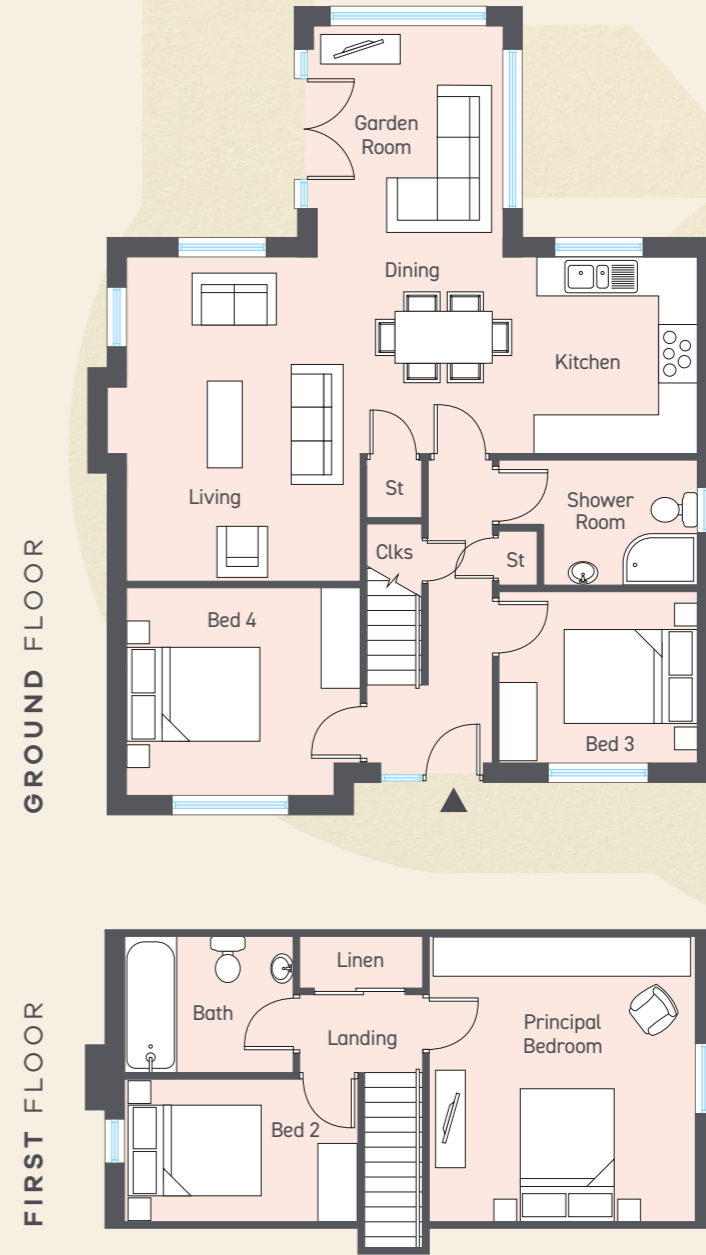 GROUND FLOOR
Garden
Room
Dining
Kitchen
Living
St
Shower
Room
Clks
St
Bed 4
Bed 3
FIRST FLOOR
Linen
Bath
Landing
Principal
Bedroom
Bed 2